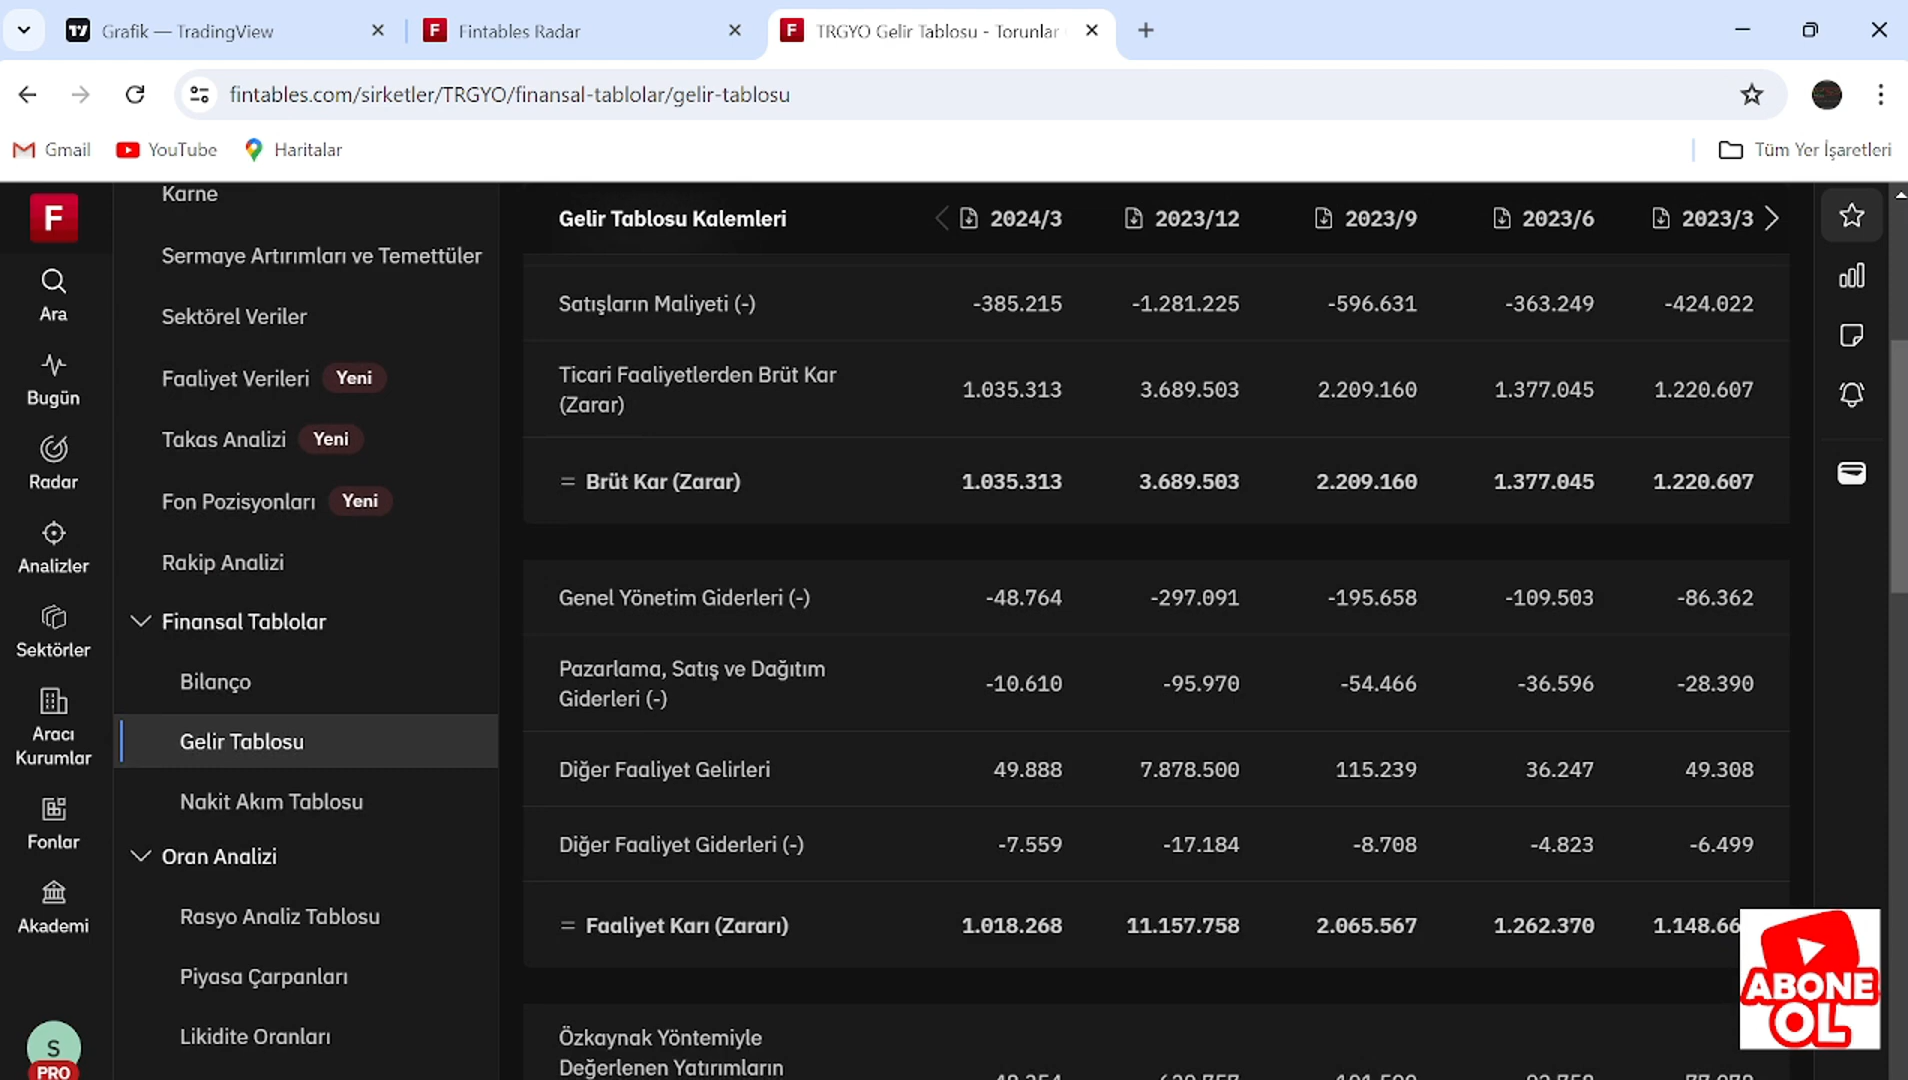 Grafik — TradingView
Fintables Radar
TRGYO Gelir Tablosu - Torunlar
fintables.com/sirketler/TRGYO/finansal-tablolar/gelir-tablosu
Gmail
YouTube
Haritalar
Tüm Yer İşaretleri
F
Ara
Bugün
Radar
Analizler
Sektörler
Aracı
Kurumlar
Fonlar
Akademi
S
PRO
Karne
Sermaye Artırımları ve Temettüler
Sektörel Veriler
Faaliyet Verileri Yeni
Takas Analizi Yeni
Fon Pozisyonları Yeni
Rakip Analizi
Finansal Tablolar
Bilanço
Gelir Tablosu
Nakit Akım Tablosu
Oran Analizi
Rasyo Analiz Tablosu
Piyasa Çarpanları
Likidite Oranları
Gelir Tablosu Kalemleri 2024/3 2023/12 2023/9 2023/6 2023/3
Satışların Maliyeti (-) -385.215 -1.281.225 -596.631 -363.249 -424.022
Ticari Faaliyetlerden Brüt Kar
(Zarar) 1.035.313 3.689.503 2.209.160 1.377.045 1.220.607
= Brüt Kar (Zarar) 1.035.313 3.689.503 2.209.160 1.377.045 1.220.607
Genel Yönetim Giderleri (-) -48.764 -297.091 -195.658 -109.503 -86.362
Pazarlama, Satış ve Dağıtım
Giderleri (-) -10.610 -95.970 -54.466 -36.596 -28.390
Diğer Faaliyet Gelirleri 49.888 7.878.500 115.239 36.247 49.308
Diğer Faaliyet Giderleri (-) -7.559 -17.184 -8.708 -4.823 -6.499
= Faaliyet Karı (Zararı) 1.018.268 11.157.758 2.065.567 1.262.370 1.148.66
Özkaynak Yöntemiyle
Değerlenen Yatırımların
ABONE
OL